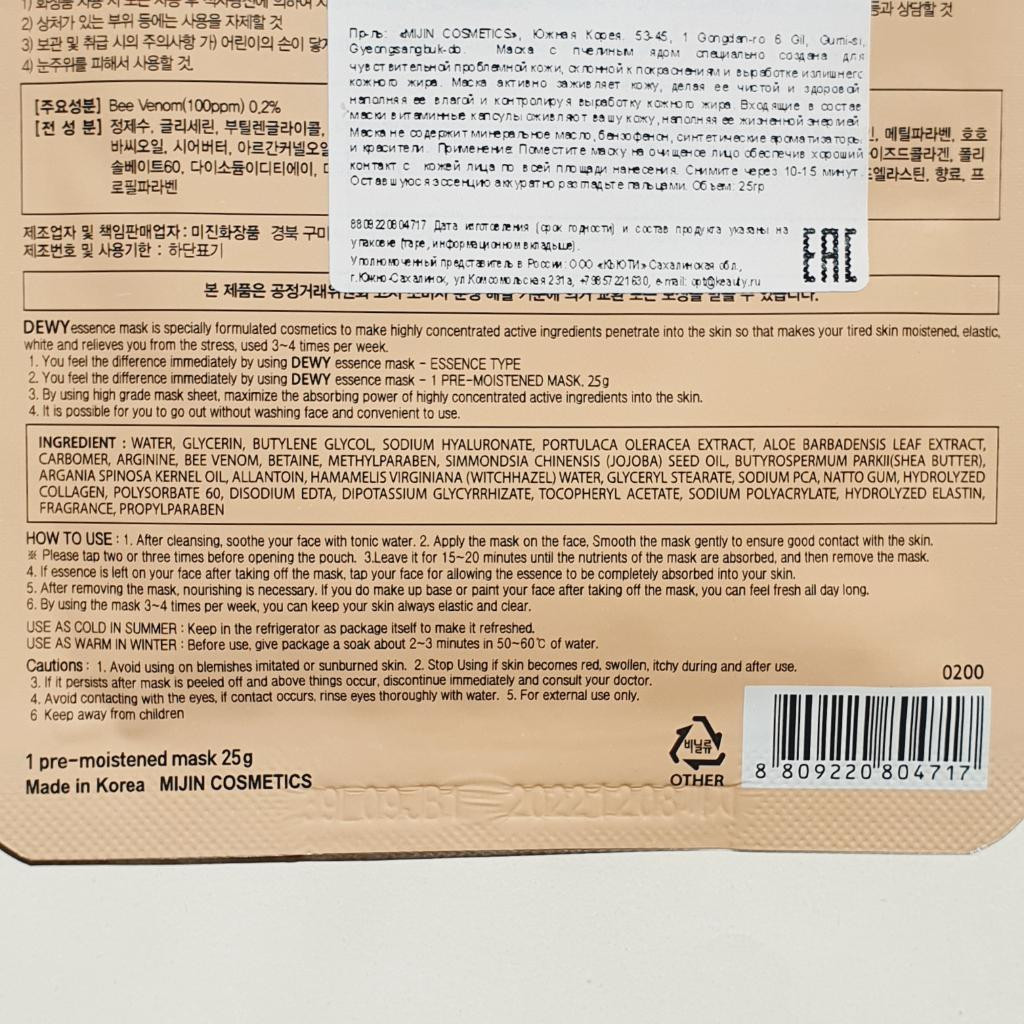 2) 상처가 있는 부위 등에는 사용을 자제할 것
등과 상담할 것
3) 보관 및 취급 시의 주의사항 가) 어린이의 손이 닿
4) 눈주위를 피해서 사용할 것.
Пр-ль: «MIJIN COSMETICS», Южная Корея. 53-45, 1 Gongdan-ro 6 Gil, Gumi-si,
Gyeongsangbuk-do. Маска с пчелиным ядом специально создана для
чувствительной проблемной кожи, склонной к покраснениям и выработке излишнего
кожного жира. Маска активно заживляет кожу, делая ее чистой и здоровой
наполняя ее влагой и контролируя выработку кожного жира. Входящие в состав
маски витаминные капсулы оживляют вашу кожу, наполняя ее жизненной энергией
Маска не содержит минеральное масло, бензофенон, синтетические ароматизаторы
и красители. Применение: Поместите маску на очищеное лицо обеспечив хороший
контакт с кожей лица по всей площади нанесения. Снимите через 10-15 минут.
Оставшуюся эссенцию аккуратно разгладьте пальцами. Объем: 25гр
8809220804717 Дата изготовления (срок годности) и состав продукта указаны на
упаковке (таре, информационном вкладыше).
Уполномоченный представитель в России: ООО «КЬЮТИ» Сахалинская обл.,
г.Южно-Сахалинск, ул.Комсомольская 231а, +79857221630, e-mail: opt@keauty.ru
EAC
[주요성분] Bee Venom(100ppm) 0.2%
[전 성 분] 정제수, 글리세린, 부틸렌글라이콜,
메틸파라벤, 호호
바씨오일, 시어버터, 아르간커넬오일
이즈드콜라겐, 폴리
솔베이트60, 다이소듐이디티에이,
엘라스틴, 향료, 프
로필파라벤
제조업자 및 책임판매업자 : 미진화장품 경북 구미
제조번호 및 사용기한 : 하단표기
본 제품은 공정거래위원회 고시 소비자 분쟁 해결 기준에 의거 교환 또는 보상을 받을 수 있습니다.
DEWY essence mask is specially formulated cosmetics to make highly concentrated active ingredients penetrate into the skin so that makes your tired skin moistened, elastic,
white and relieves you from the stress, used 3~4 times per week.
1. You feel the difference immediately by using DEWY essence mask - ESSENCE TYPE
2. You feel the difference immediately by using DEWY essence mask - 1 PRE-MOISTENED MASK, 25g
3. By using high grade mask sheet, maximize the absorbing power of highly concentrated active ingredients into the skin.
4. It is possible for you to go out without washing face and convenient to use.
INGREDIENT : WATER, GLYCERIN, BUTYLENE GLYCOL, SODIUM HYALURONATE, PORTULACA OLERACEA EXTRACT, ALOE BARBADENSIS LEAF EXTRACT,
CARBOMER, ARGININE, BEE VENOM, BETAINE, METHYLPARABEN, SIMMONDSIA CHINENSIS (JOJOBA) SEED OIL, BUTYROSPERMUM PARKII(SHEA BUTTER),
ARGANIA SPINOSA KERNEL OIL, ALLANTOIN, HAMAMELIS VIRGINIANA (WITCHHAZEL) WATER, GLYCERYL STEARATE, SODIUM PCA, NATTO GUM, HYDROLYZED
COLLAGEN, POLYSORBATE 60, DISODIUM EDTA, DIPOTASSIUM GLYCYRRHIZATE, TOCOPHERYL ACETATE, SODIUM POLYACRYLATE, HYDROLYZED ELASTIN,
FRAGRANCE, PROPYLPARABEN
HOW TO USE : 1. After cleansing, soothe your face with tonic water. 2. Apply the mask on the face, Smooth the mask gently to ensure good contact with the skin.
※ Please tap two or three times before opening the pouch. 3.Leave it for 15~20 minutes until the nutrients of the mask are absorbed, and then remove the mask.
4. If essence is left on your face after taking off the mask, tap your face for allowing the essence to be completely absorbed into your skin.
5. After removing the mask, nourishing is necessary. If you do make up base or paint your face after taking off the mask, you can feel fresh all day long.
6. By using the mask 3~4 times per week, you can keep your skin always elastic and clear.
USE AS COLD IN SUMMER : Keep in the refrigerator as package itself to make it refreshed.
USE AS WARM IN WINTER : Before use, give package a soak about 2~3 minutes in 50~60℃ of water.
Cautions : 1. Avoid using on blemishes imitated or sunburned skin. 2. Stop Using if skin becomes red, swollen, itchy during and after use.
3. If it persists after mask is peeled off and above things occur, discontinue immediately and consult your doctor.
4. Avoid contacting with the eyes, if contact occurs, rinse eyes thoroughly with water. 5. For external use only.
6 Keep away from children
0200
비닐류
OTHER
8 809220 804717
1 pre-moistened mask 25g
Made in Korea MIJIN COSMETICS